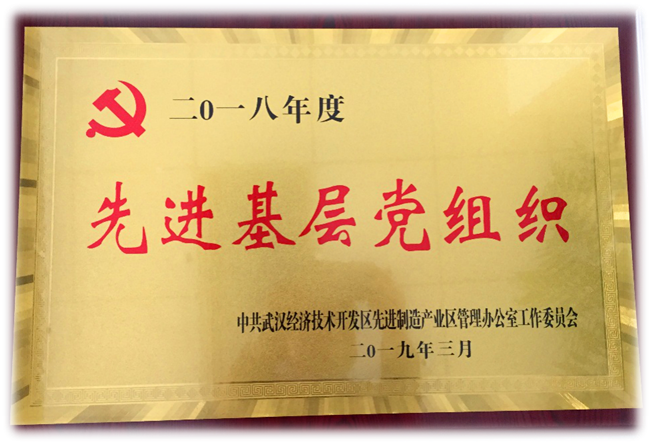 二0一八年度
先进基层党组织
中共武汉经济技术开发区先进制造产业区管理办公室工作委员会
二0一九年三月